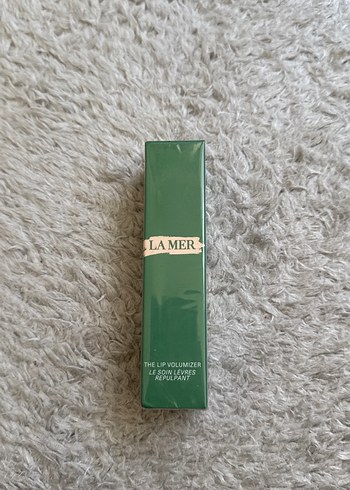 LA MER
THE LIP VOLUMIZER
LE SOIN LÈVRES
REPULPANT